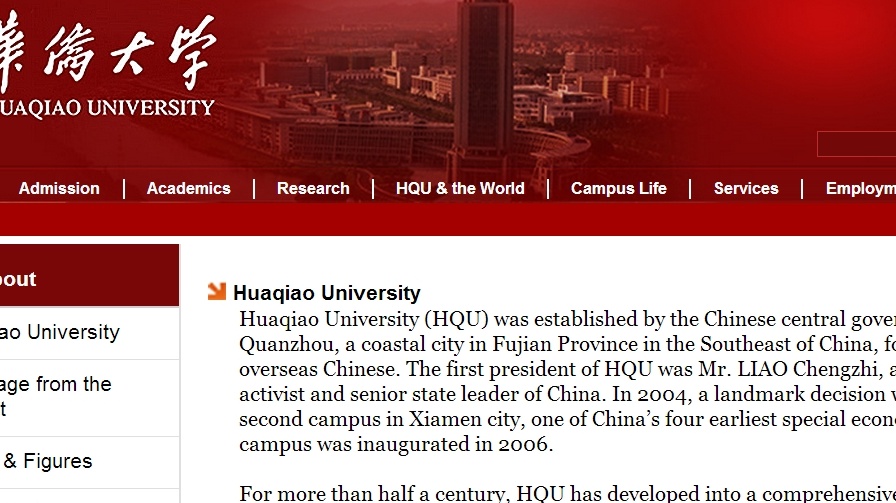 華僑大学
HUAQIAO UNIVERSITY
Admission
Academics
Research
HQU & the World
Campus Life
Services
Employm
bout
ao University
age from the
t
& Figures
Huaqiao University
Huaqiao University (HQU) was established by the Chinese central gover
Quanzhou, a coastal city in Fujian Province in the Southeast of China, fo
overseas Chinese. The first president of HQU was Mr. LIAO Chengzhi, a
activist and senior state leader of China. In 2004, a landmark decision w
second campus in Xiamen city, one of China's four earliest special econo
campus was inaugurated in 2006.
For more than half a century, HQU has developed into a comprehensive